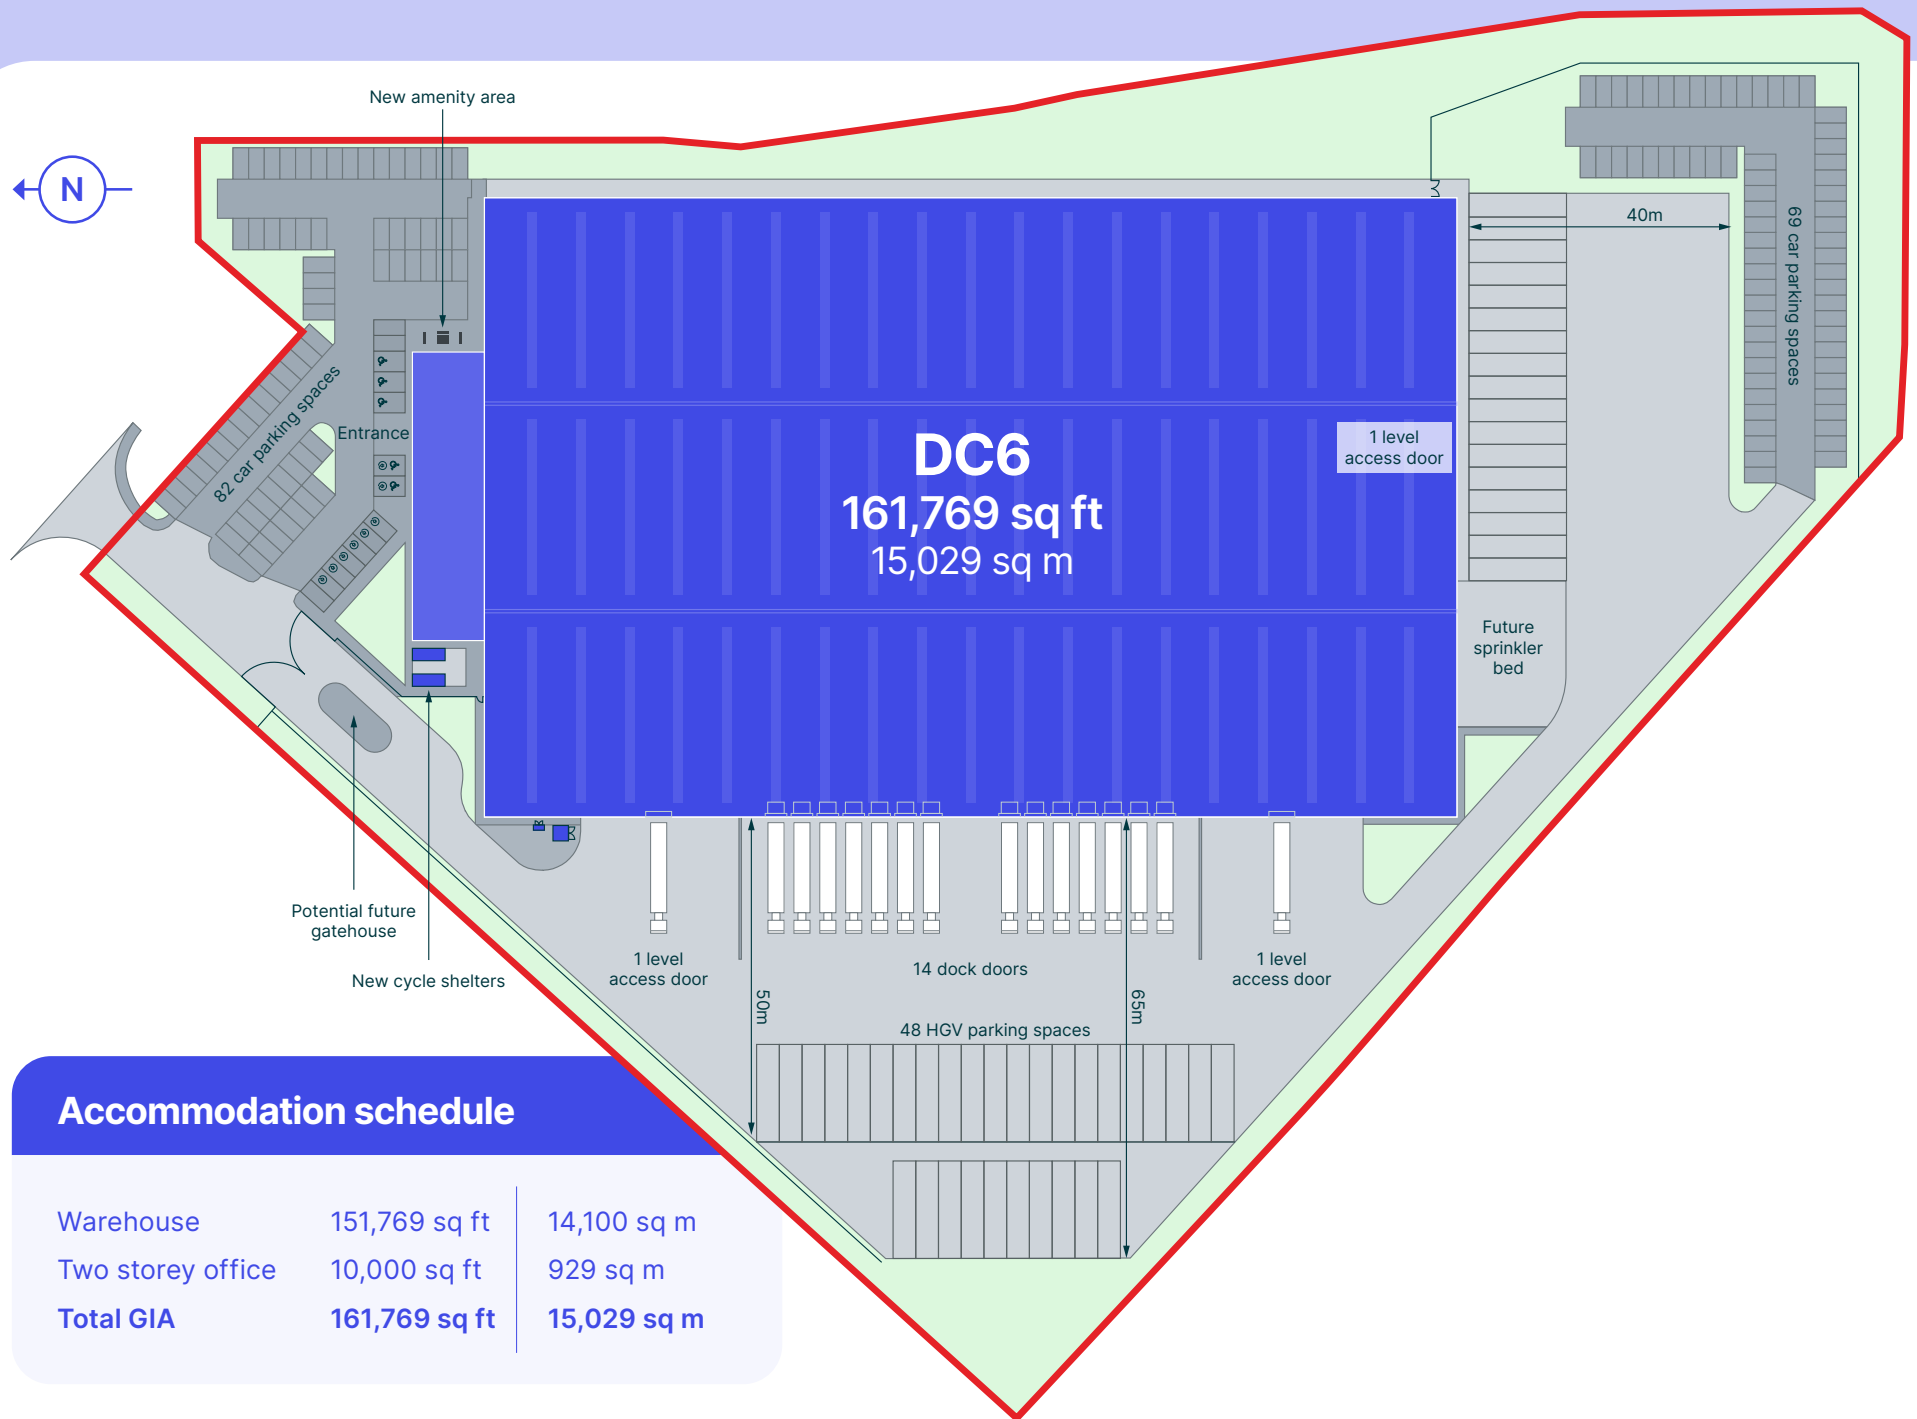 New amenity area
N
40m
69 car parking spaces
82 car parking spaces
Entrance
DC6
161,769 sq ft
15,029 sq m
1 level
access door
Future
sprinkler
bed
Potential future
gatehouse
New cycle shelters
1 level
access door
14 dock doors
1 level
access door
50m
65m
48 HGV parking spaces
Accommodation schedule
Warehouse 151,769 sq ft 14,100 sq m
Two storey office 10,000 sq ft 929 sq m
Total GIA 161,769 sq ft 15,029 sq m